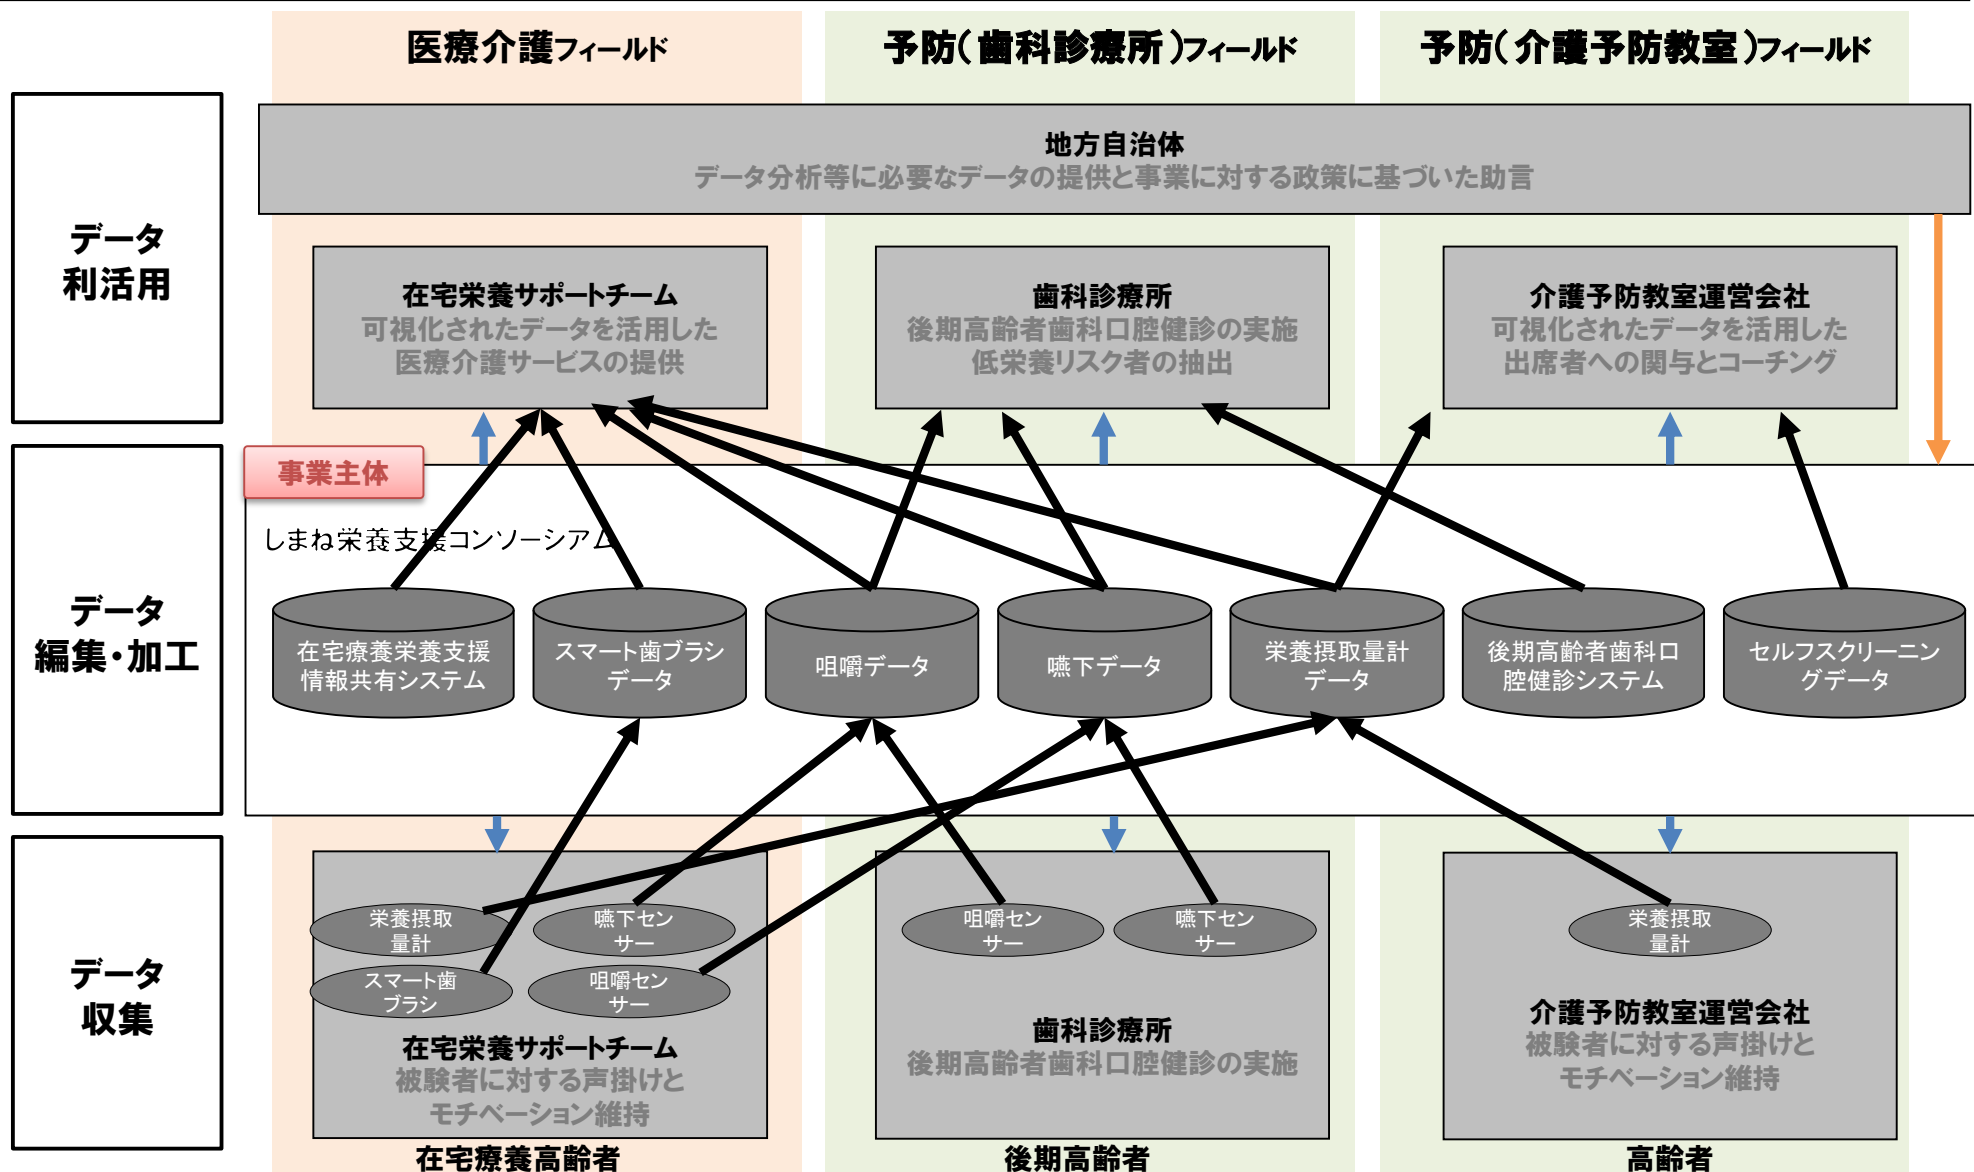 医療介護フィールド
予防(歯科診療所)フィールド
予防(介護予防教室)フィールド
データ
利活用
地方自治体
データ分析等に必要なデータの提供と事業に対する政策に基づいた助言
在宅栄養サポートチーム
可視化されたデータを活用した
医療介護サービスの提供
歯科診療所
後期高齢者歯科口腔健診の実施
低栄養リスク者の抽出
介護予防教室運営会社
可視化されたデータを活用した
出席者への関与とコーチング
データ
編集・加工
事業主体
しまね栄養支援コンソーシアム
在宅療養栄養支援
情報共有システム
スマート歯ブラシ
データ
咀嚼データ
嚥下データ
栄養摂取量計
データ
後期高齢者歯科口
腔健診システム
セルフスクリーニン
グデータ
データ
収集
栄養摂取
量計
嚥下セン
サー
スマート歯
ブラシ
咀嚼セン
サー
在宅栄養サポートチーム
被験者に対する声掛けと
モチベーション維持
在宅療養高齢者
咀嚼セン
サー
嚥下セン
サー
歯科診療所
後期高齢者歯科口腔健診の実施
後期高齢者
栄養摂取
量計
介護予防教室運営会社
被験者に対する声掛けと
モチベーション維持
高齢者